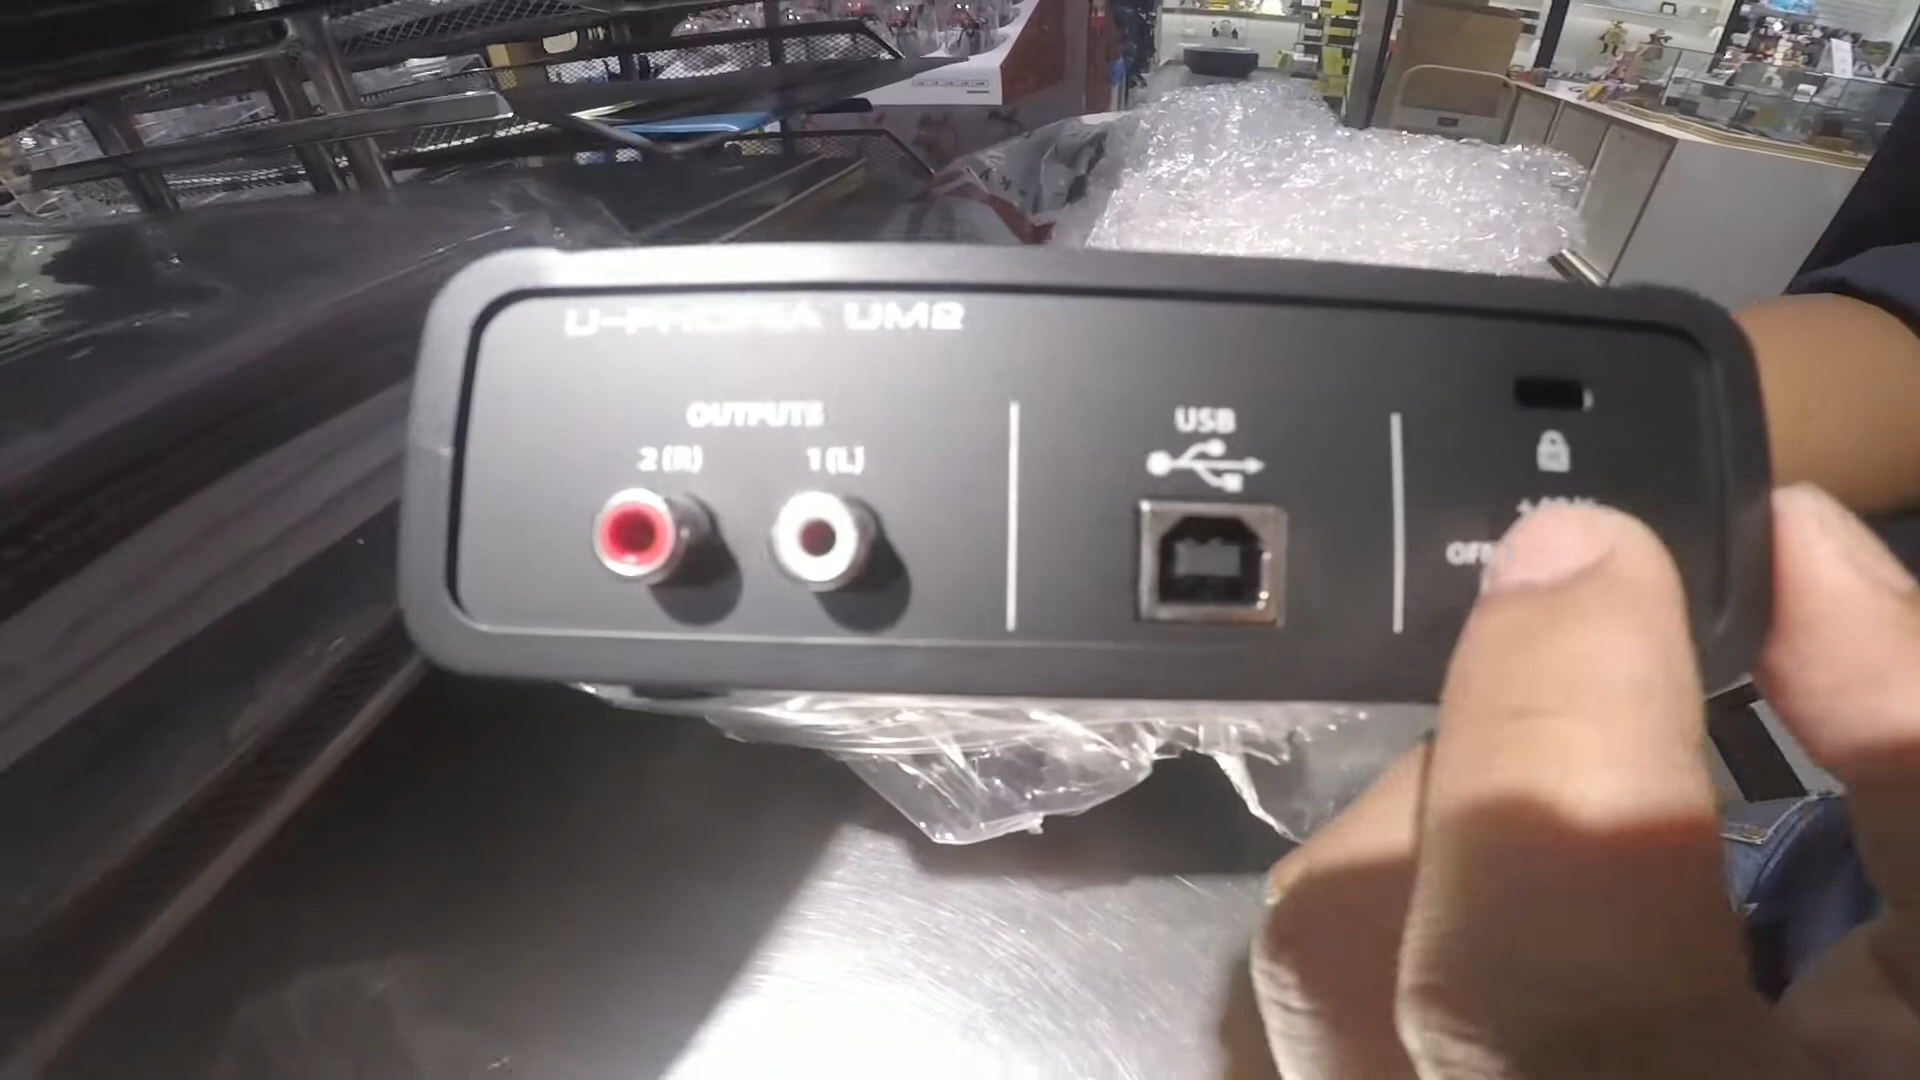 U-PHORIA UM2
OUTPUTS
2 (R)
1 (L)
USB